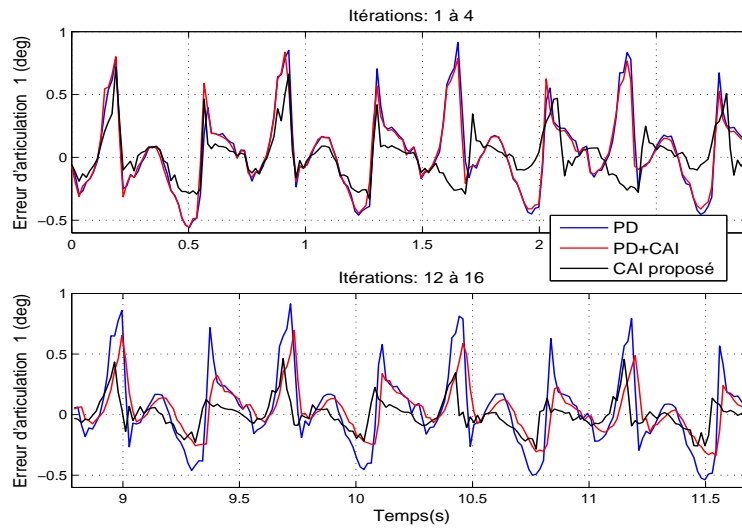 Itérations: 1 à 4
Erreur d'articulation 1 (deg)
1
0.5
0
−0.5
0
0.5
1
1.5
2
PD
PD+CAI
CAI proposé
Itérations: 12 à 16
Erreur d'articulation 1 (deg)
1
0.5
0
−0.5
9
9.5
10
10.5
11
11.5
Temps(s)